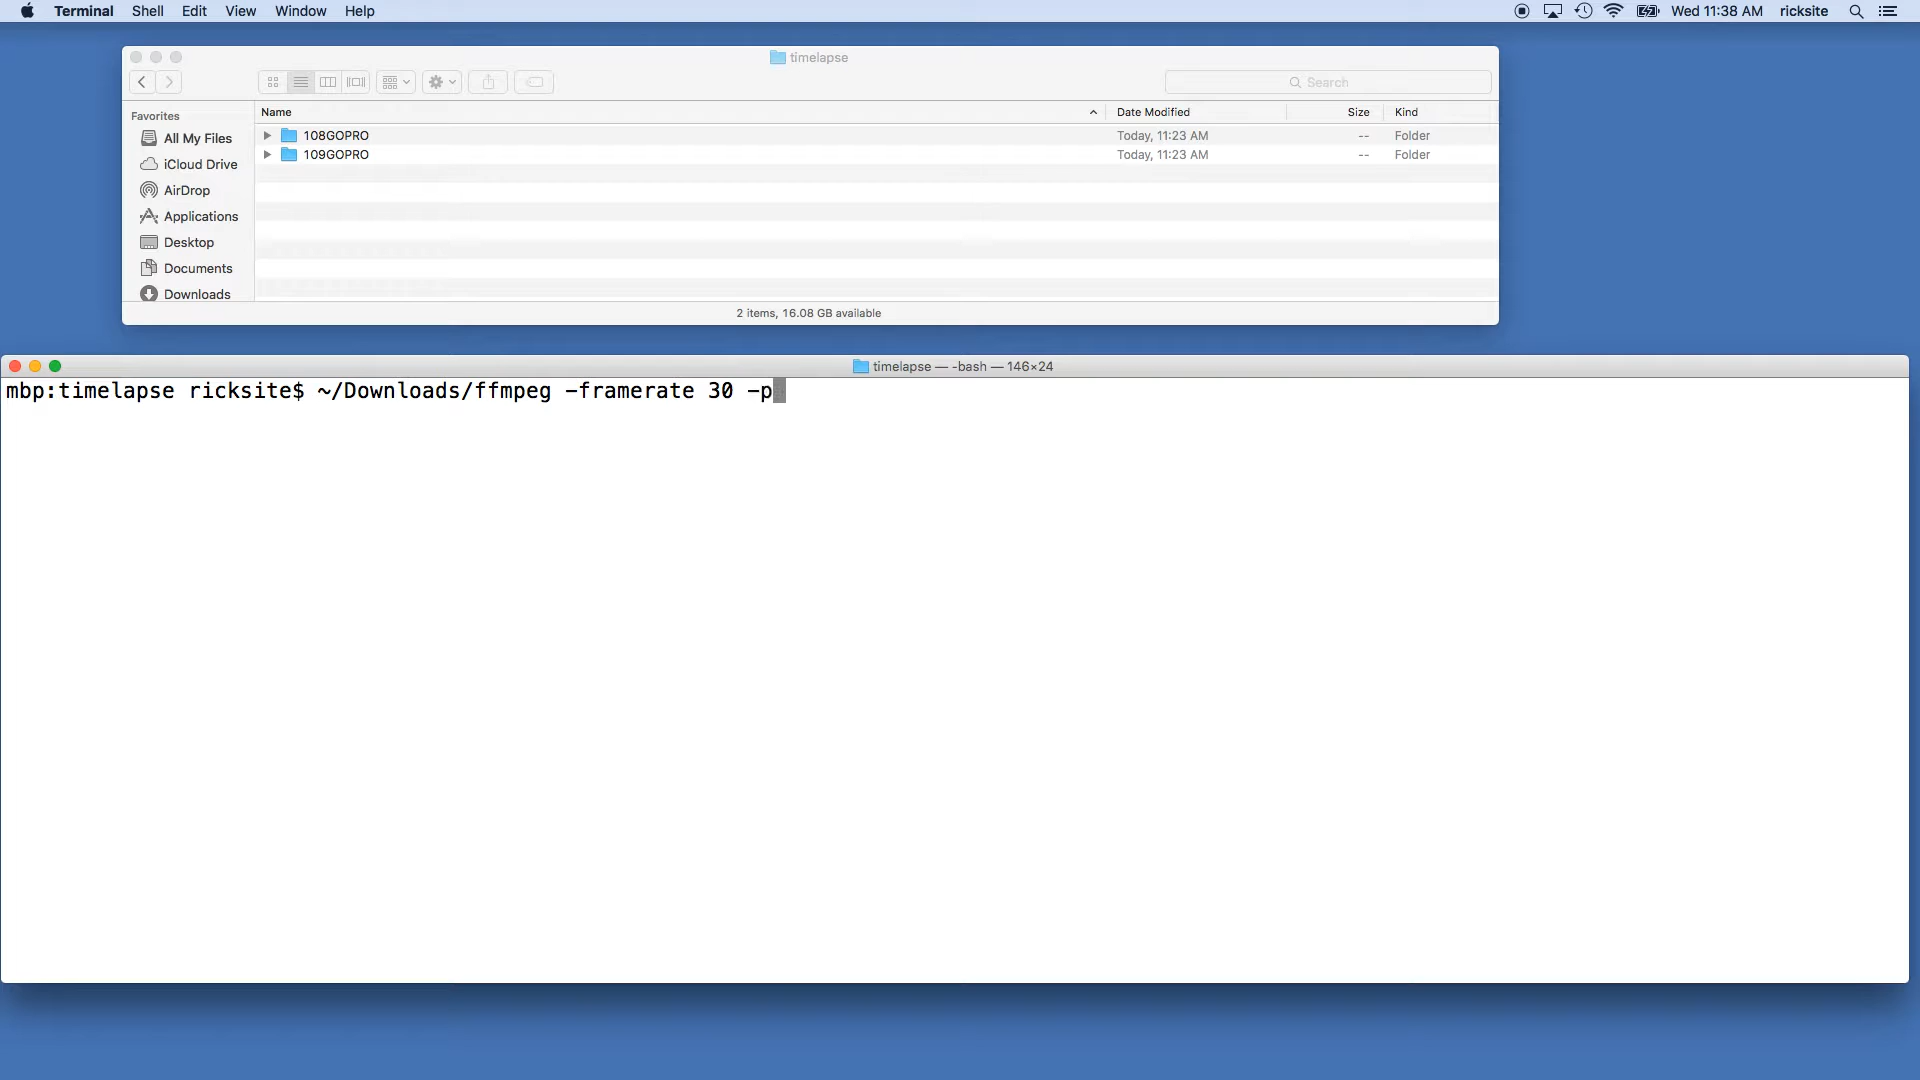 Terminal Shell Edit View Window Help Wed 11:38 AM ricksite
timelapse
Search
Favorites
All My Files
iCloud Drive
AirDrop
Applications
Desktop
Documents
Downloads
Name Date Modified Size Kind
108GOPRO Today, 11:23 AM -- Folder
109GOPRO Today, 11:23 AM -- Folder
2 items, 16.08 GB available
timelapse — -bash — 146×24
mbp:timelapse ricksite$ ~/Downloads/ffmpeg -framerate 30 -p